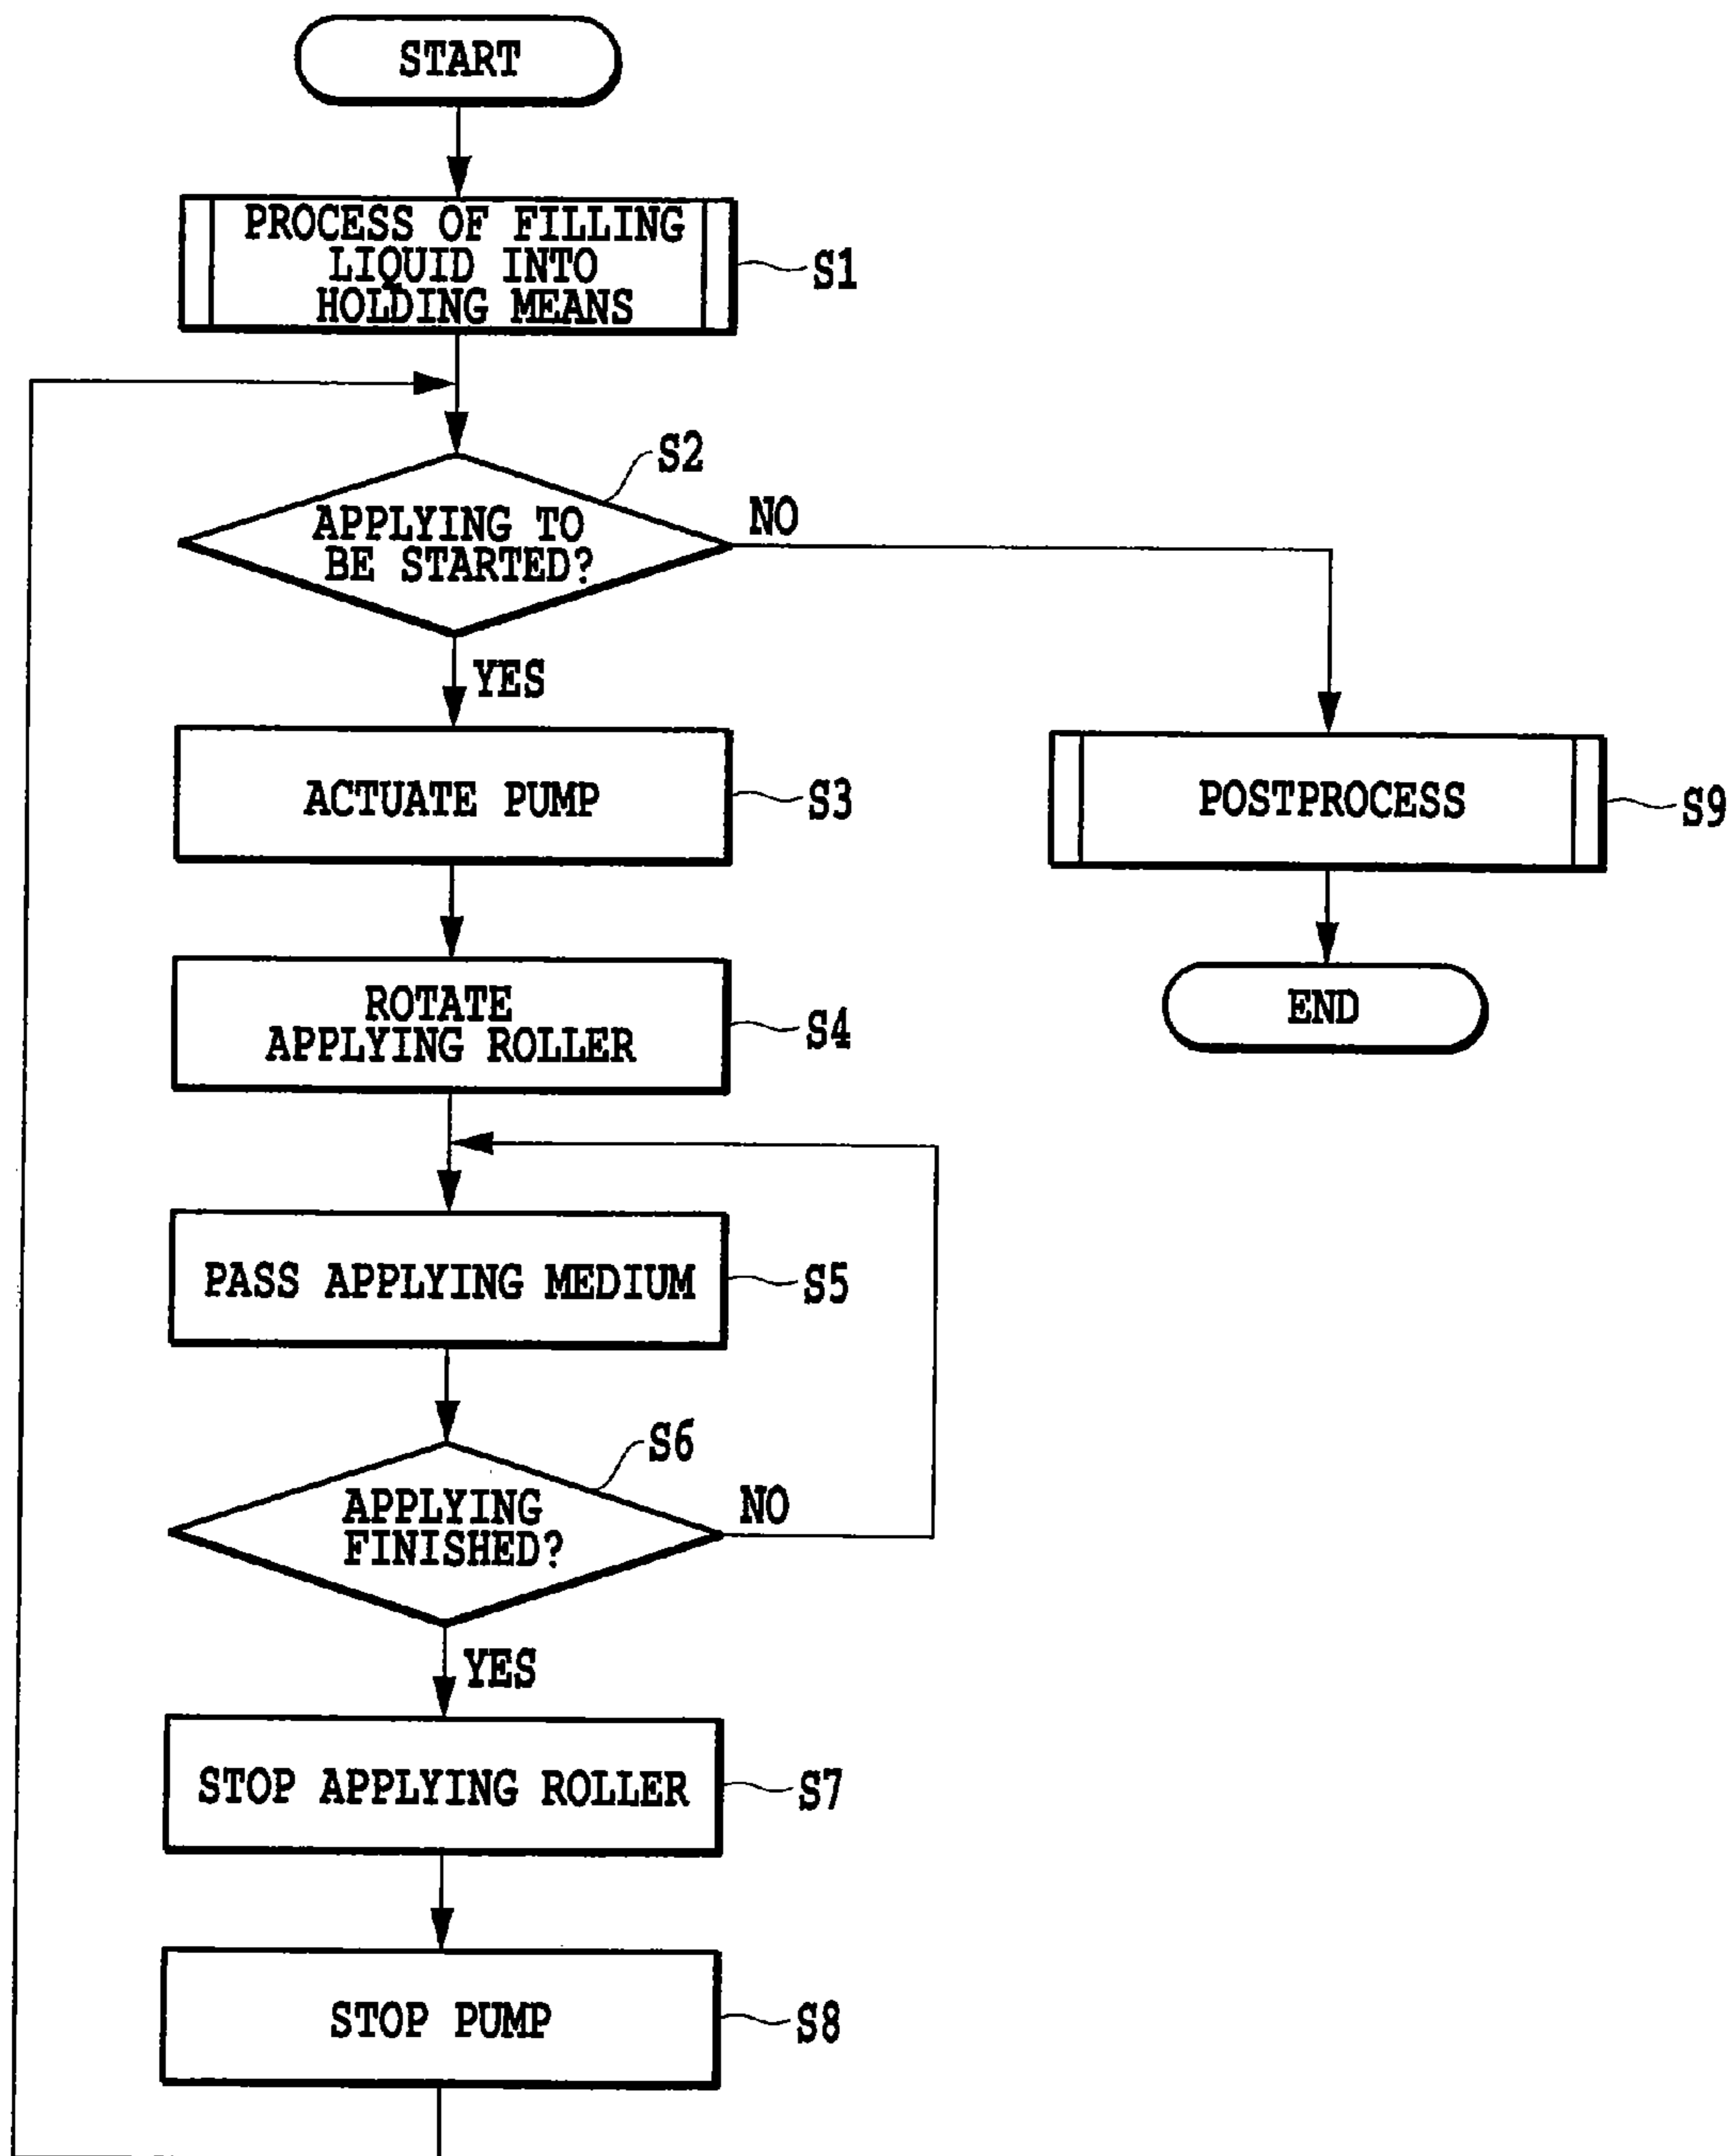 START
PROCESS OF FILLING
LIQUID INTO
HOLDING MEANS
S1
S2
APPLYING TO
BE STARTED?
NO
YES
ACTUATE PUMP
S3
POSTPROCESS
S9
ROTATE
APPLYING ROLLER
S4
END
PASS APPLYING MEDIUM
S5
S6
APPLYING
FINISHED?
NO
YES
STOP APPLYING ROLLER
S7
STOP PUMP
S8